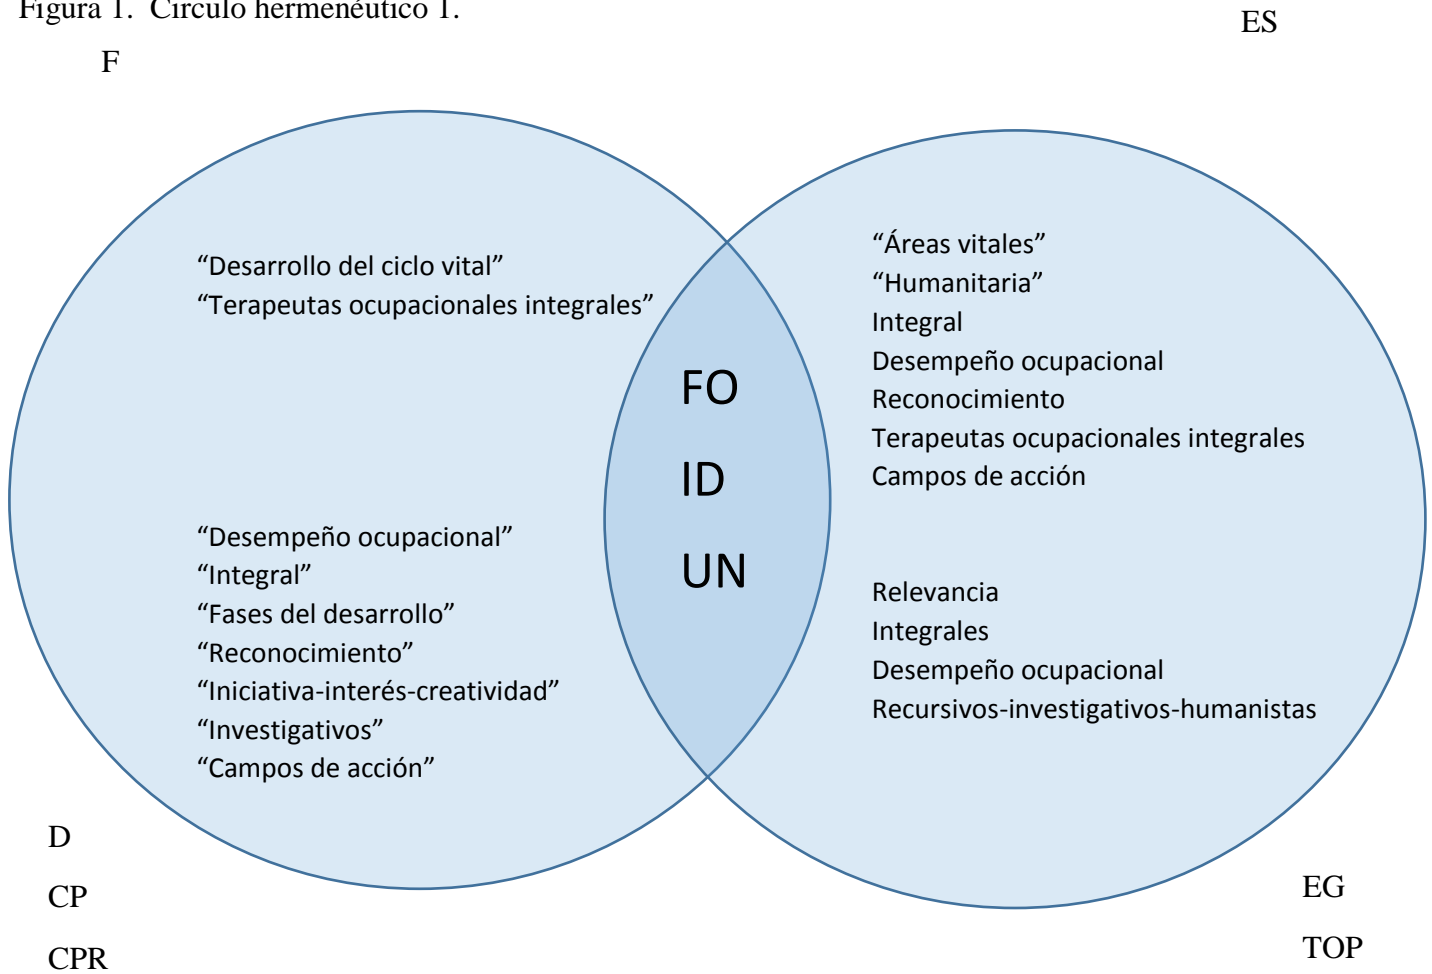 Figura 1.  Círculo hermenéutico 1.
ES
F
“Desarrollo del ciclo vital”
“Terapeutas ocupacionales integrales”
“Desempeño ocupacional”
“Integral”
“Fases del desarrollo”
“Reconocimiento”
“Iniciativa-interés-creatividad”
“Investigativos”
“Campos de acción”
FO
ID
UN
“Áreas vitales”
“Humanitaria”
Integral
Desempeño ocupacional
Reconocimiento
Terapeutas ocupacionales integrales
Campos de acción
Relevancia
Integrales
Desempeño ocupacional
Recursivos-investigativos-humanistas
D
CP
CPR
EG
TOP